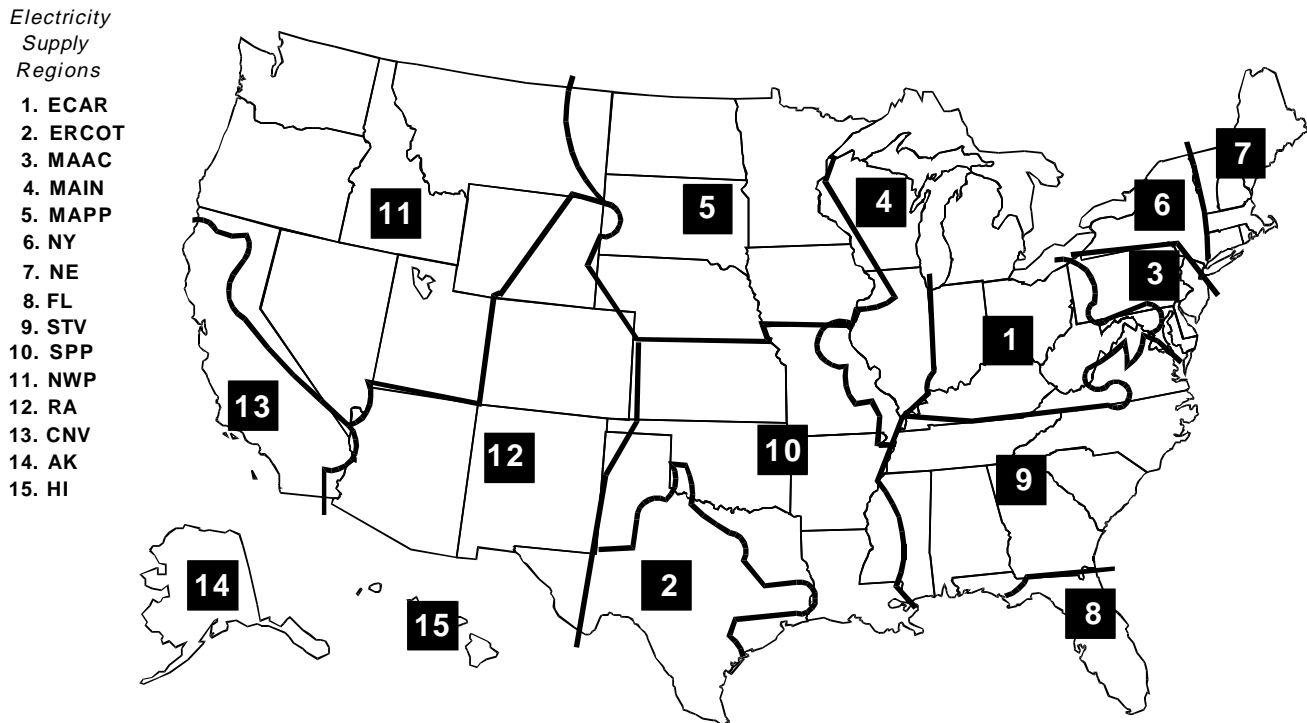 Electricity
Supply
Regions
1. ECAR
2. ERCOT
3. MAAC
4. MAIN
5. MAPP
6. NY
7. NE
8. FL
9. STV
10. SPP
11. NWP
12. RA
13. CNV
14. AK
15. HI
7
11
5
4
6
3
1
13
12
10
9
14
2
15
8